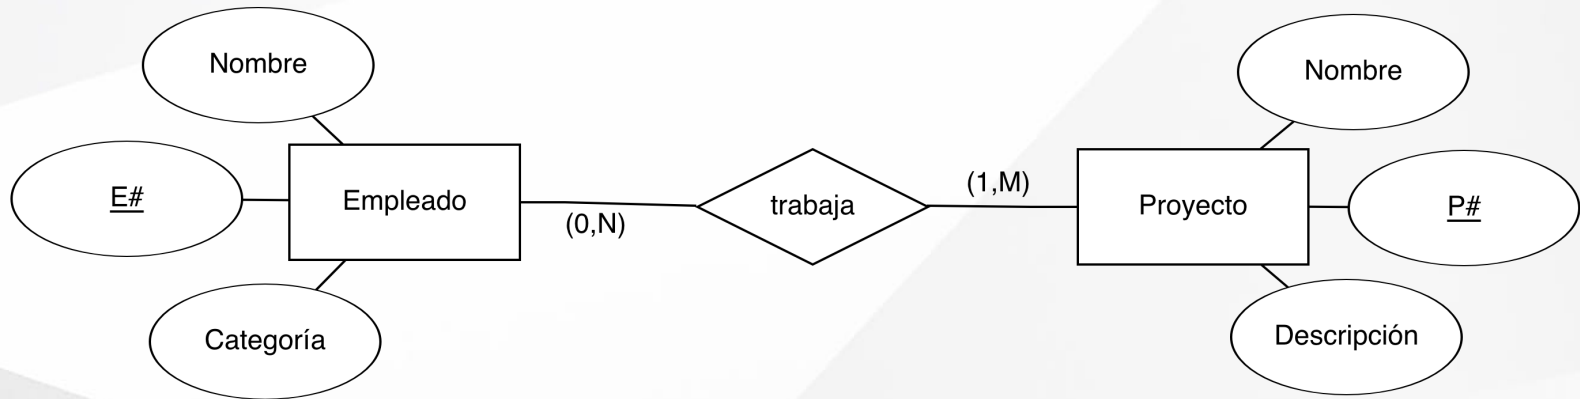 Nombre
Nombre
E#
Empleado
(0,N)
trabaja
(1,M)
Proyecto
P#
Categoría
Descripción